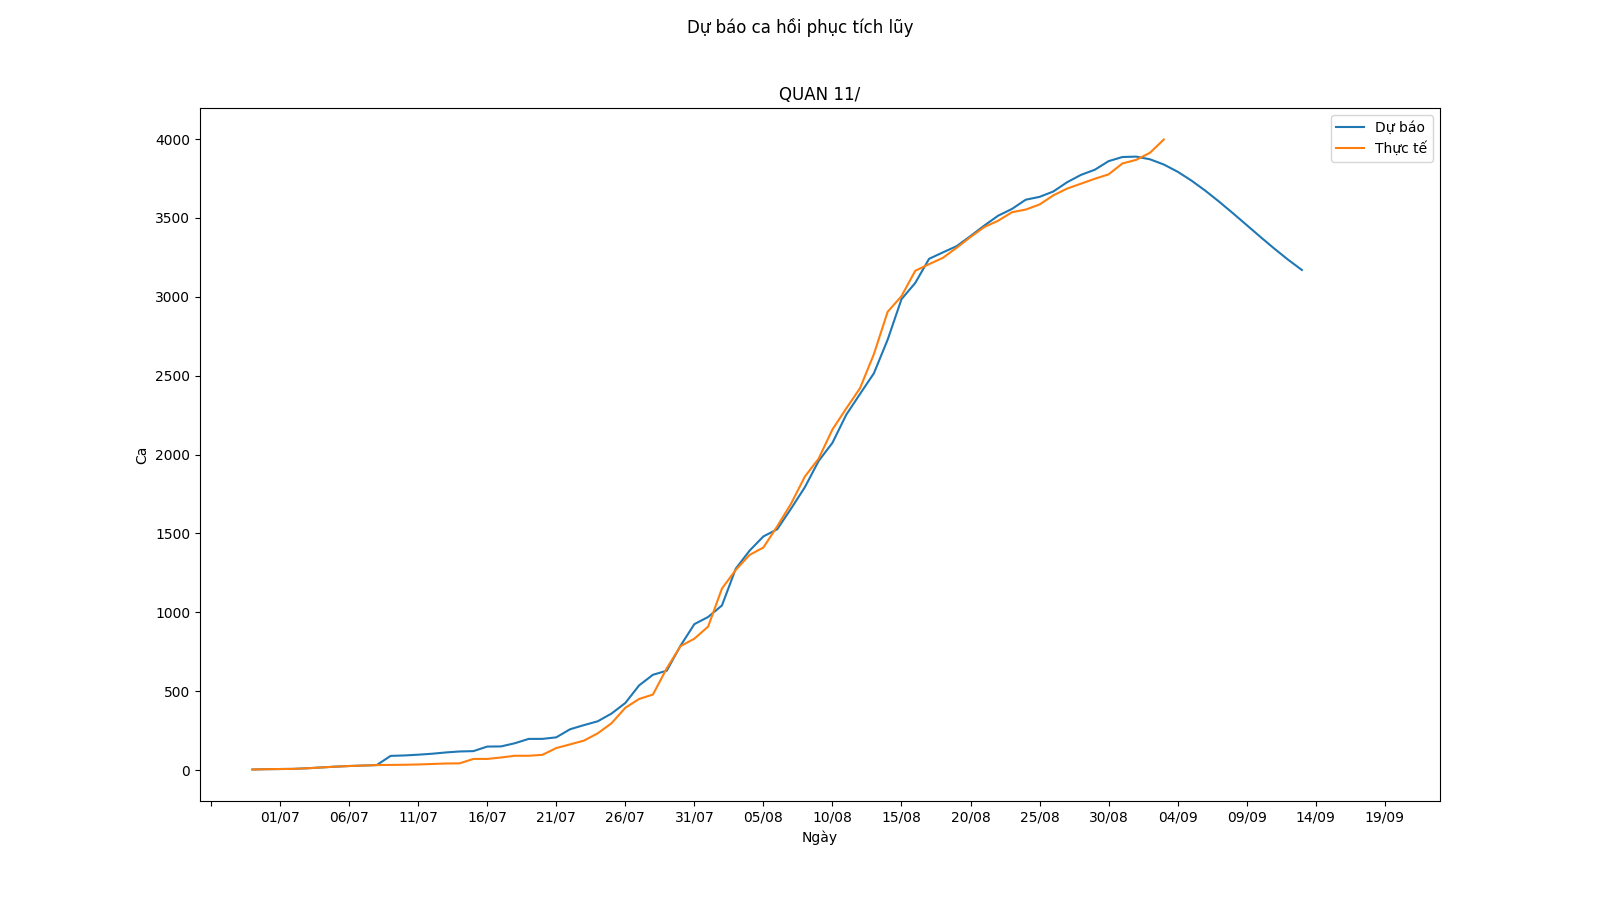 Dự báo ca hồi phục tích lũy
QUAN 11/
Dự báo
Thực tế
4000
3500
3000
2500
2000
1500
1000
500
0
Ca
01/07 06/07 11/07 16/07 21/07 26/07 31/07 05/08 10/08 15/08 20/08 25/08 30/08 04/09 09/09 14/09 19/09
Ngày